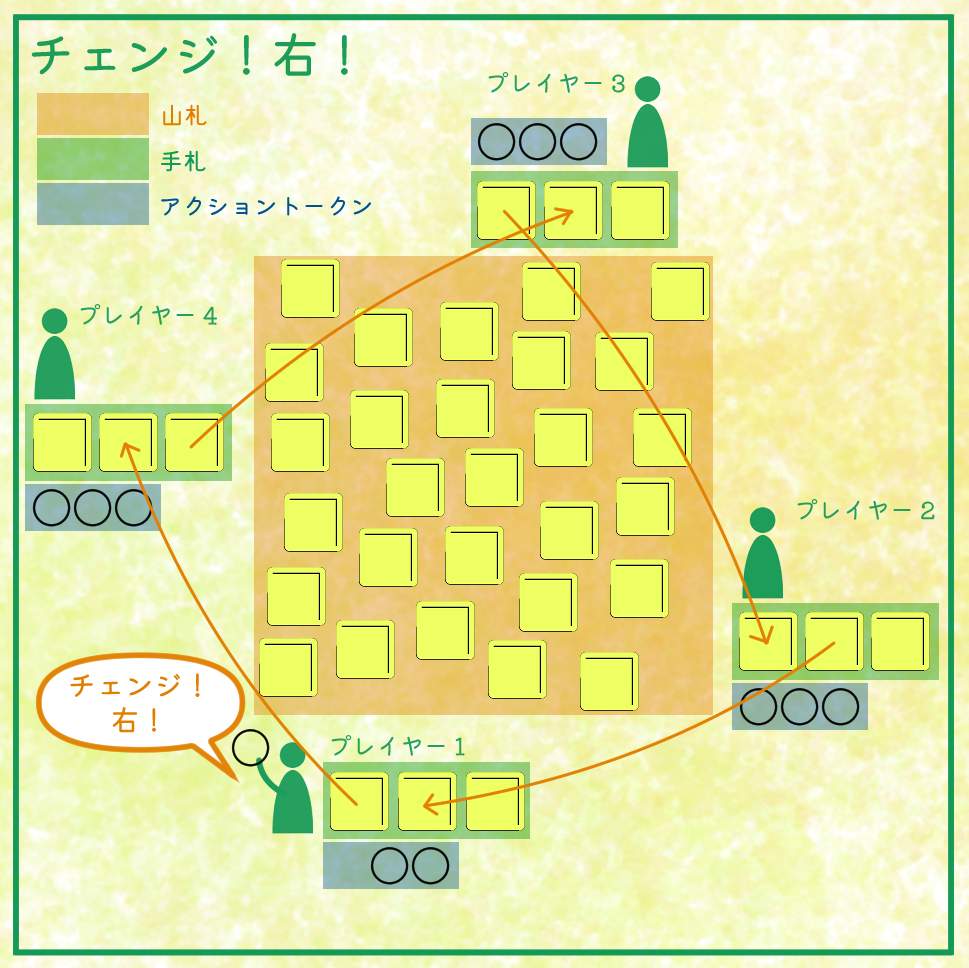 チェンジ！右！
山札
手札
アクショントークン
プレイヤー３
プレイヤー４
プレイヤー２
チェンジ！
右！
プレイヤー１